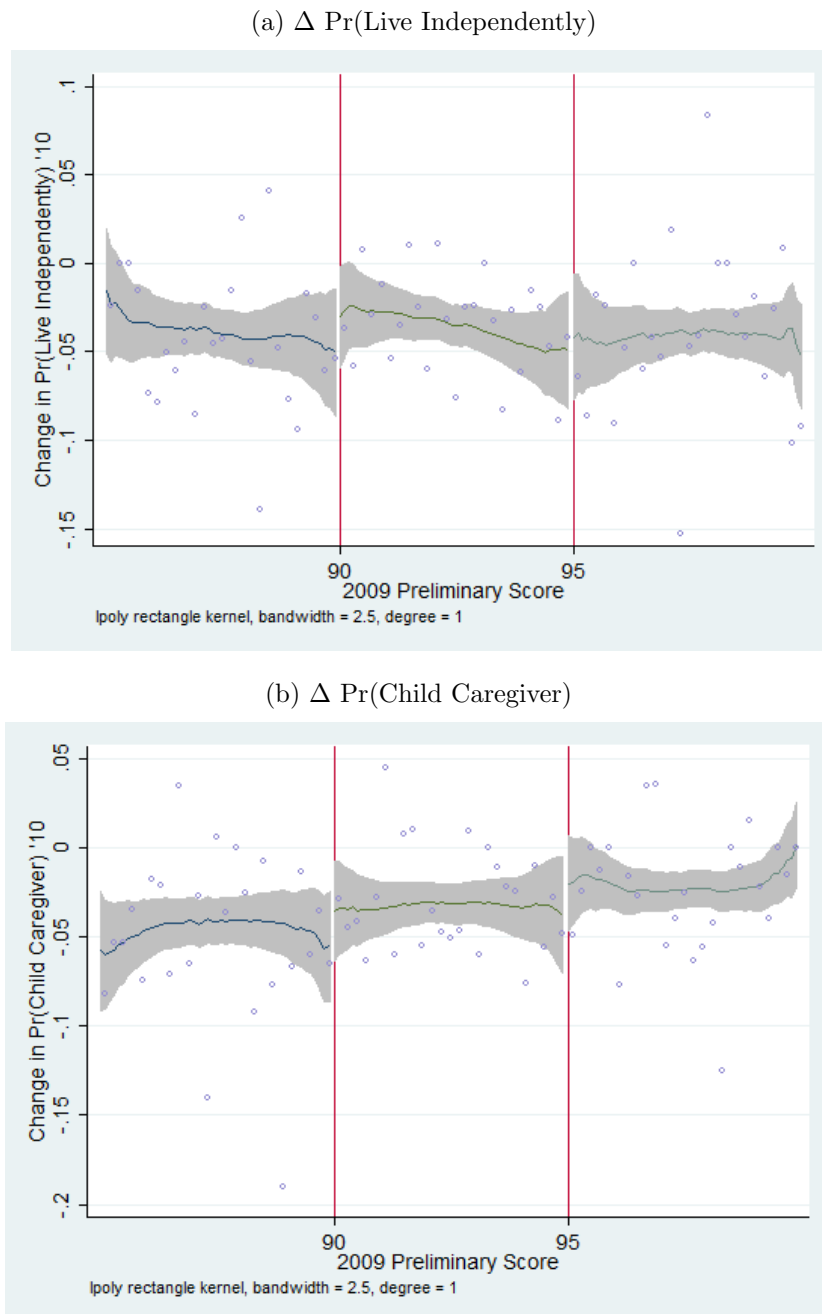 (a) Δ Pr(Live Independently)
Change in Pr(Live Independently) '10
.1
.05
0
-.05
-.1
-.15
90
95
2009 Preliminary Score
lpoly rectangle kernel, bandwidth = 2.5, degree = 1
(b) Δ Pr(Child Caregiver)
Change in Pr(Child Caregiver) '10
.05
0
-.05
-.1
-.15
-.2
90
95
2009 Preliminary Score
lpoly rectangle kernel, bandwidth = 2.5, degree = 1